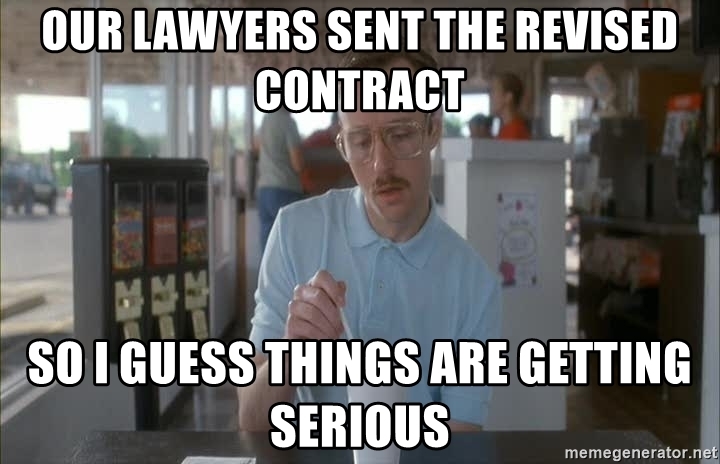 OUR LAWYERS SENT THE REVISED
CONTRACT
SO I GUESS THINGS ARE GETTING
SERIOUS
memegenerator.net